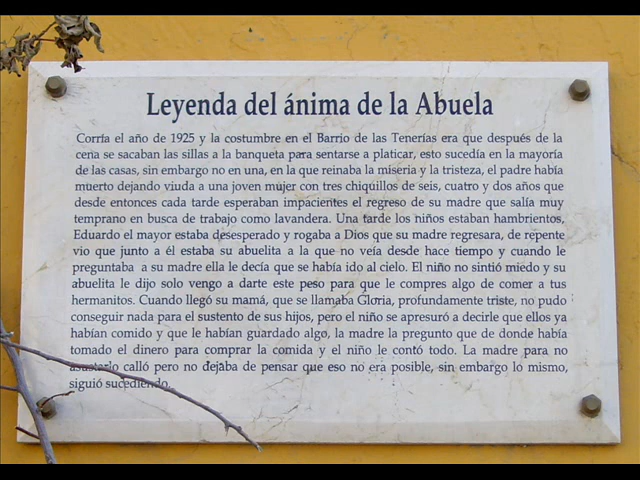 Leyenda del ánima de la Abuela
Corría el año de 1925 y la costumbre en el Barrio de las Tenerías era que después de la
cena se sacaban las sillas a la banqueta para sentarse a platicar, esto sucedía en la mayoría
de las casas, sin embargo no en una, en la que reinaba la miseria y la tristeza, el padre había
muerto dejando viuda a una joven mujer con tres chiquillos de seis, cuatro y dos años que
desde entonces cada tarde esperaban impacientes el regreso de su madre que salía muy
temprano en busca de trabajo como lavandera. Una tarde los niños estaban hambrientos,
Eduardo el mayor estaba desesperado y rogaba a Dios que su madre regresara, de repente
vio que junto a él estaba su abuelita a la que no veía desde hace tiempo y cuando le
preguntaba a su madre ella le decía que se había ido al cielo. El niño no sintió miedo y su
abuelita le dijo solo vengo a darte este peso para que le compres algo de comer a tus
hermanitos. Cuando llegó su mamá, que se llamaba Gloria, profundamente triste, no pudo
conseguir nada para el sustento de sus hijos, pero el niño se apresuró a decirle que ellos ya
habían comido y que le habían guardado algo, la madre la pregunto que de donde había
tomado el dinero para comprar la comida y el niño le contó todo. La madre para no
asustarlo calló pero no dejaba de pensar que eso no era posible, sin embargo lo mismo,
siguió sucediendo.